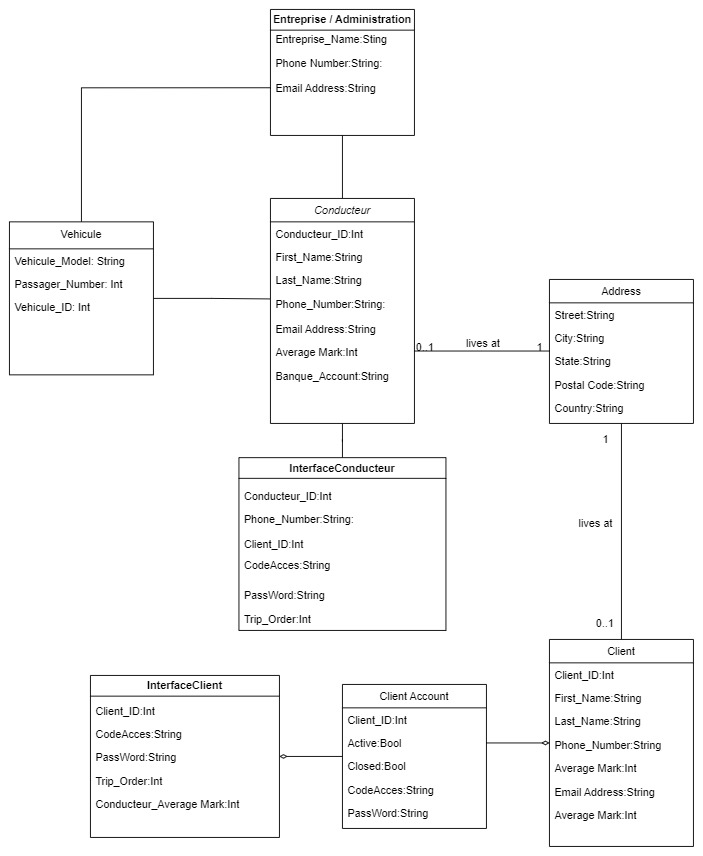 Entreprise / Administration
Entreprise_Name:Sting
Phone Number:String:
Email Address:String
Vehicule
Vehicule_Model: String
Passager_Number: Int
Vehicule_ID: Int
Conducteur
Conducteur_ID:Int
First_Name:String
Last_Name:String
Phone_Number:String:
Email Address:String
Average Mark:Int
Banque_Account:String
0..1
lives at
1
Address
Street:String
City:String
State:String
Postal Code:String
Country:String
1
lives at
0..1
InterfaceConducteur
Conducteur_ID:Int
Phone_Number:String:
Client_ID:Int
CodeAcces:String
PassWord:String
Trip_Order:Int
InterfaceClient
Client_ID:Int
CodeAcces:String
PassWord:String
Trip_Order:Int
Conducteur_Average Mark:Int
Client Account
Client_ID:Int
Active:Bool
Closed:Bool
CodeAcces:String
PassWord:String
Client
Client_ID:Int
First_Name:String
Last_Name:String
Phone_Number:String
Average Mark:Int
Email Address:String
Average Mark:Int